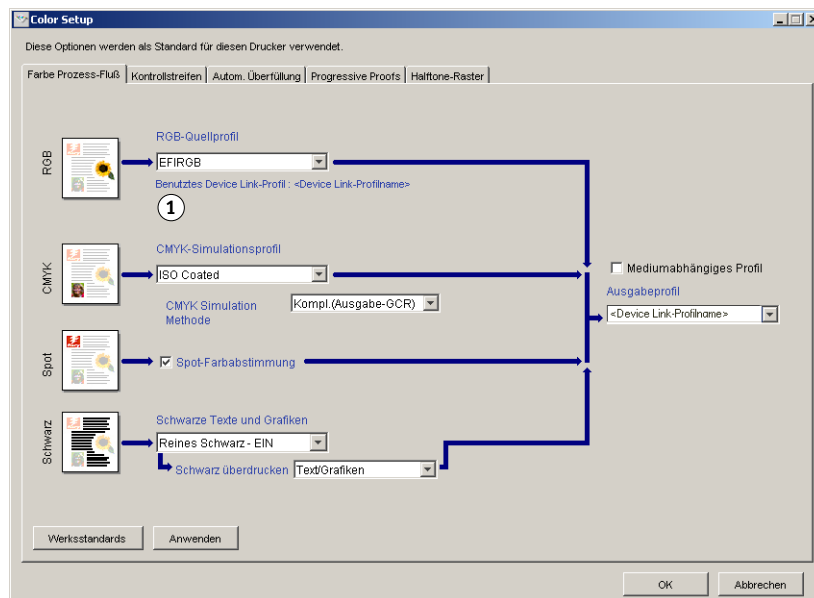 Color Setup
Diese Optionen werden als Standard für diesen Drucker verwendet.
Farbe Prozess-Fluß
Kontrollstreifen
Autom. Überfüllung
Progressive Proofs
Halftone-Raster
RGB
RGB-Quellprofil
EFIRGB
Benutztes Device Link-Profil : <Device Link-Profilname>
1
CMYK
CMYK-Simulationsprofil
ISO Coated
CMYK Simulation
Methode
Kompl.(Ausgabe-GCR)
Mediumabhängiges Profil
Ausgabeprofil
<Device Link-Profilname>
Spot
Spot-Farbabstimmung
Schwarz
Schwarze Texte und Grafiken
Reines Schwarz - EIN
Schwarz überdrucken
Text/Grafiken
Werksstandards
Anwenden
OK
Abbrechen